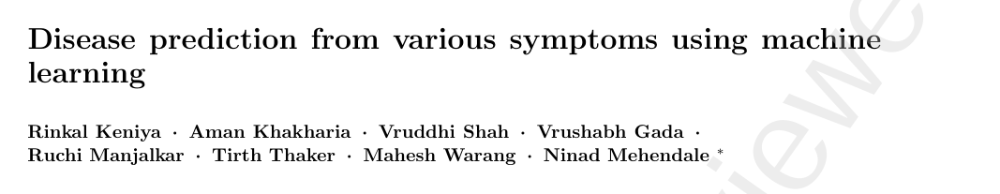 Disease prediction from various symptoms using machine
learning
Rinkal Keniya · Aman Khakharia · Vruddhi Shah · Vrushabh Gada ·
Ruchi Manjalkar · Tirth Thaker · Mahesh Warang · Ninad Mehendale *
iewe